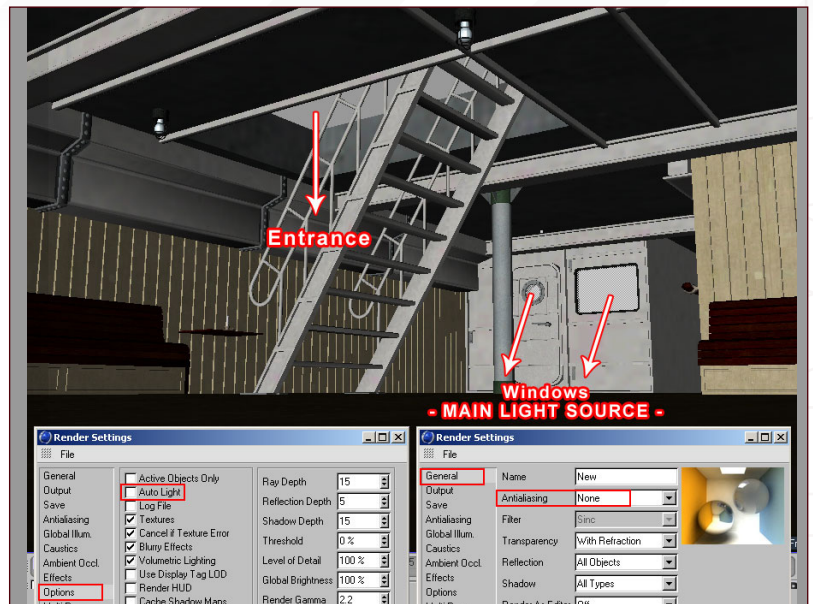 Entrance
Windows
- MAIN LIGHT SOURCE -
Render Settings
File
General
Output
Save
Antialiasing
Global Illum.
Caustics
Ambient Occl.
Effects
Options
Active Objects Only
Auto Light
Log File
Textures
Cancel if Texture Error
Blurry Effects
Volumetric Lighting
Use Display Tag LOD
Render HUD
Cache Shadow Maps
Ray Depth 15
Reflection Depth 5
Shadow Depth 15
Threshold 0 %
Level of Detail 100 %
Global Brightness 100 %
Render Gamma 2.2
Render Settings
File
General
Output
Save
Antialiasing
Global Illum.
Caustics
Ambient Occl.
Effects
Options
Name New
Antialiasing None
Filter Sinc
Transparency With Refraction
Reflection All Objects
Shadow All Types
Render As Editor Off